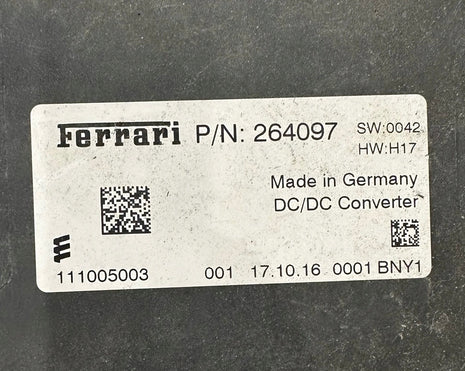 Ferrari P/N: 264097 SW:0042
HW:H17
Made in Germany
DC/DC Converter
111005003 001 17.10.16 0001 BNY1